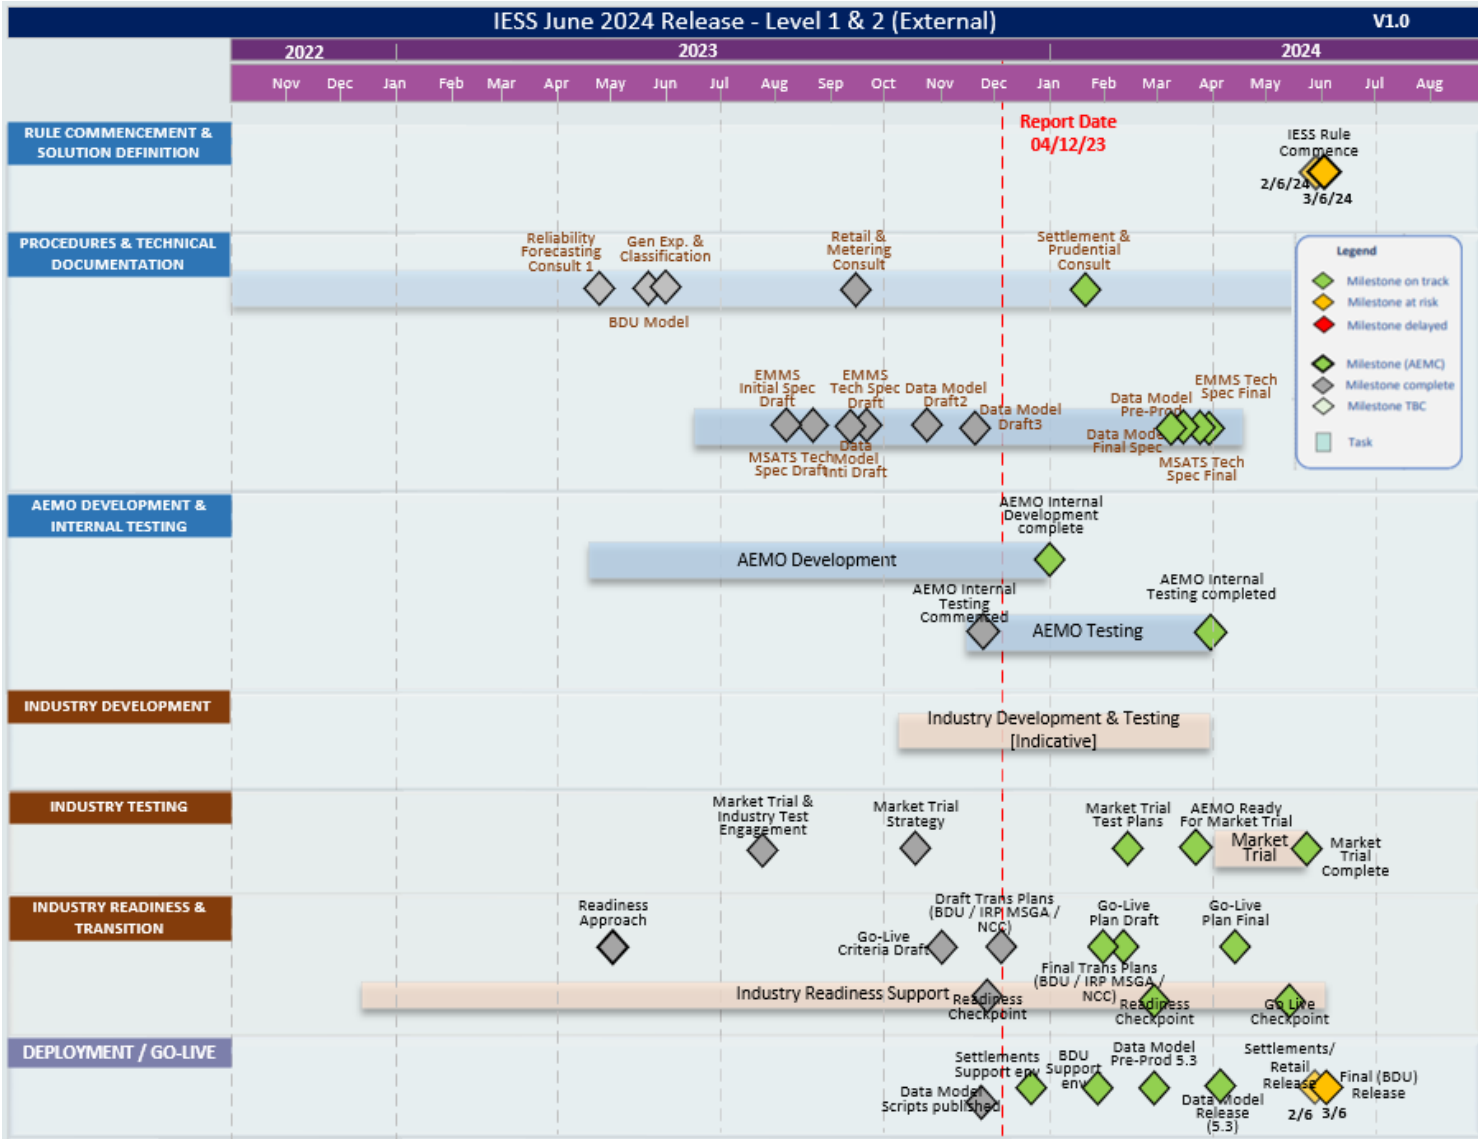 IESS June 2024 Release - Level 1 & 2 (External)
V1.0
2022
2023
2024
Nov Dec Jan Feb Mar Apr May Jun Jul Aug Sep Oct Nov Dec Jan Feb Mar Apr May Jun Jul Aug
Report Date
04/12/23
RULE COMMENCEMENT &
SOLUTION DEFINITION
IESS Rule
Commence
2/6/24
3/6/24
PROCEDURES & TECHNICAL
DOCUMENTATION
Reliability
Forecasting
Consult 1
Gen Exp. &
Classification
BDU Model
Retail &
Metering
Consult
Settlement &
Prudential
Consult
Legend
Milestone on track
Milestone at risk
Milestone delayed
Milestone (AEMC)
Milestone complete
Milestone TBC
Task
EMMS
Initial Spec
Draft
MSATS Tech
Spec Draft
EMMS
Tech Spec
Draft
Data
Model
Inti Draft
Data Model
Draft2
Data Model
Draft3
Data Model
Pre-Prod
Data Model
Final Spec
EMMS Tech
Spec Final
MSATS Tech
Spec Final
AEMO DEVELOPMENT &
INTERNAL TESTING
AEMO Internal
Development
complete
AEMO Development
AEMO Internal
Testing
Commenced
AEMO Testing
AEMO Internal
Testing completed
INDUSTRY DEVELOPMENT
Industry Development & Testing
[Indicative]
INDUSTRY TESTING
Market Trial &
Industry Test
Engagement
Market Trial
Strategy
Market Trial
Test Plans
AEMO Ready
For Market Trial
Market
Trial
Market
Trial
Complete
INDUSTRY READINESS &
TRANSITION
Readiness
Approach
Go-Live
Criteria Draft
Draft Trans Plans
(BDU / IRP MSGA /
NCC)
Go-Live
Plan Draft
Go-Live
Plan Final
Final Trans Plans
(BDU / IRP MSGA /
NCC)
Industry Readiness Support
Readiness
Checkpoint
Readiness
Checkpoint
Go Live
Checkpoint
DEPLOYMENT / GO-LIVE
Data Model
Scripts published
Settlements
Support env
BDU
Support
env
Data Model
Pre-Prod 5.3
Data Model
Release
(5.3)
Settlements/
Retail
Release
2/6
3/6
Final (BDU)
Release